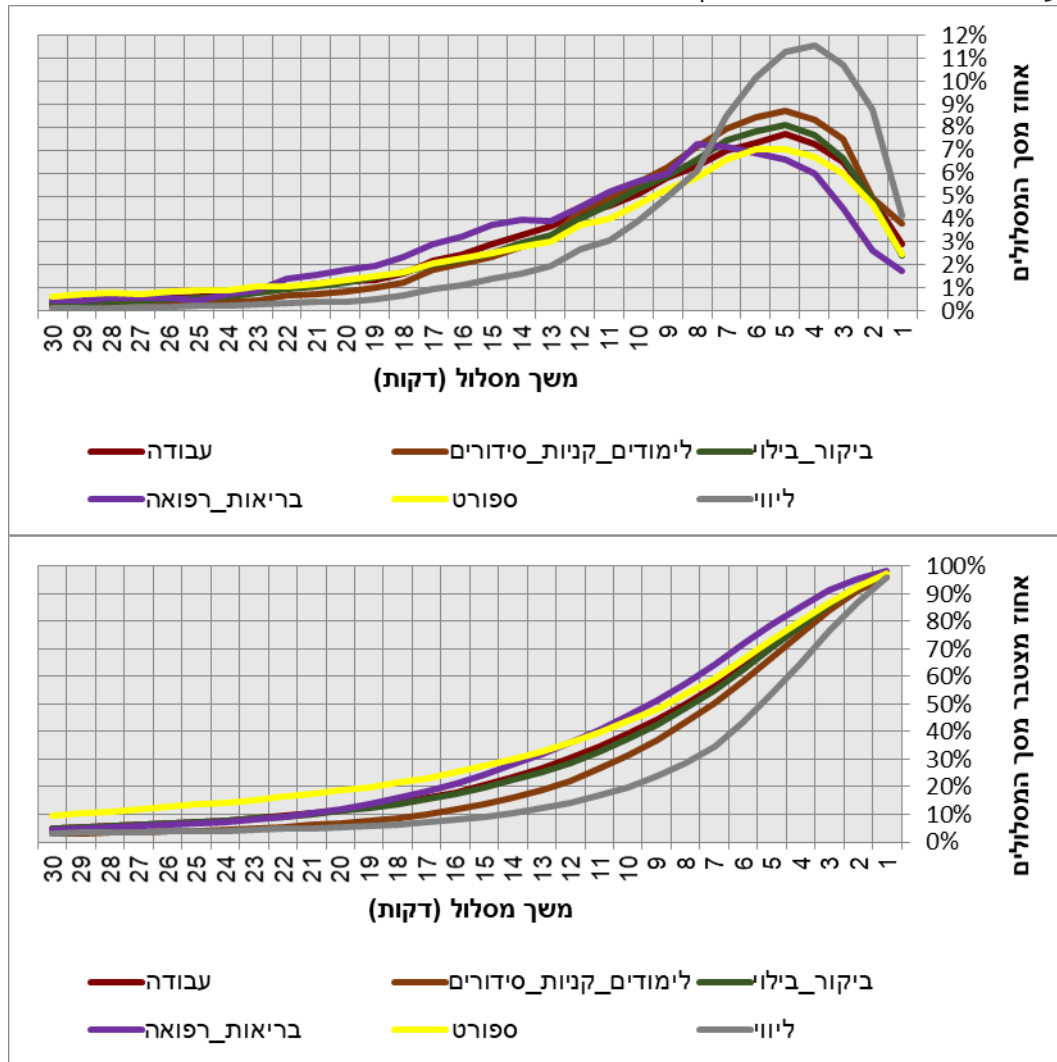 12%
11%
10%
9%
8%
7%
6%
5%
4%
3%
2%
1%
0%
אחוז מסך המסלולים
30 29 28 27 26 25 24 23 22 21 20 19 18 17 16 15 14 13 12 11 10 9 8 7 6 5 4 3 2 1
משך מסלול (דקות)
ביקור_בילוי לימודים_קניות_סידורים עבודה
ליווי ספורט בריאות_רפואה
100%
90%
80%
70%
60%
50%
40%
30%
20%
10%
0%
אחוז מצטבר מסך המסלולים
30 29 28 27 26 25 24 23 22 21 20 19 18 17 16 15 14 13 12 11 10 9 8 7 6 5 4 3 2 1
משך מסלול (דקות)
ביקור_בילוי לימודים_קניות_סידורים עבודה
ליווי ספורט בריאות_רפואה